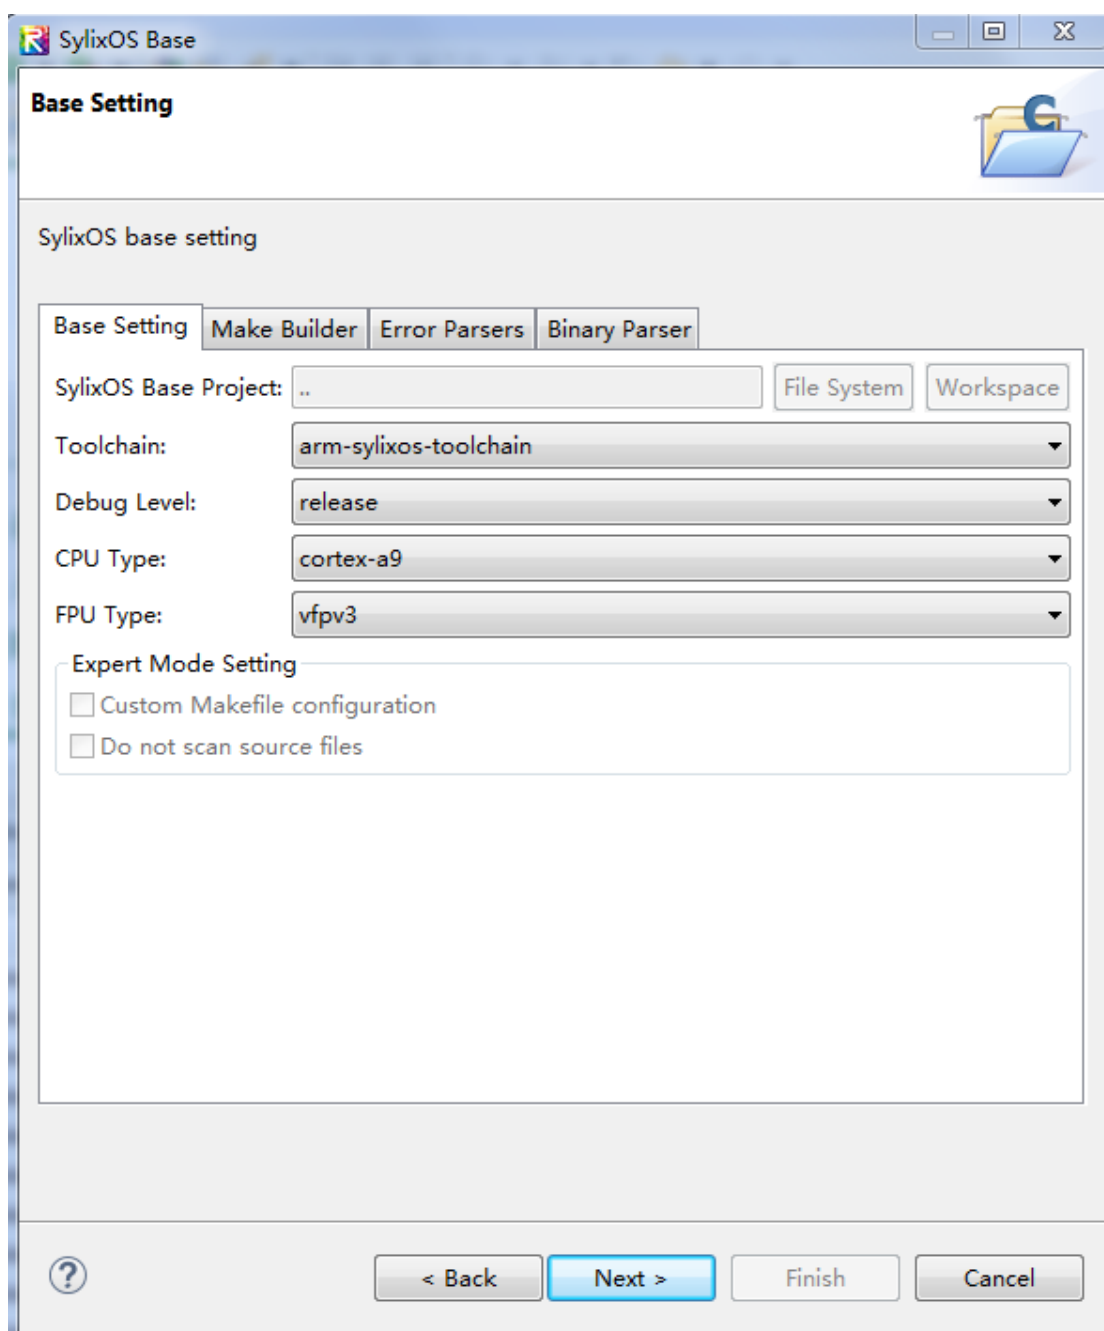 SylixOS Base
Base Setting
SylixOS base setting
Base Setting Make Builder Error Parsers Binary Parser
SylixOS Base Project: .. File System Workspace
Toolchain: arm-sylixos-toolchain
Debug Level: release
CPU Type: cortex-a9
FPU Type: vfpv3
Expert Mode Setting
Custom Makefile configuration
Do not scan source files
< Back Next > Finish Cancel